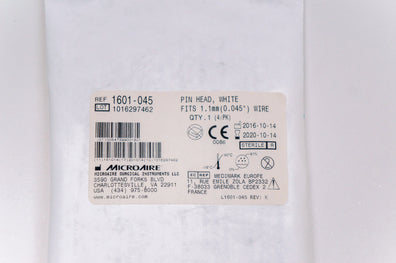 REF 1601-045
LOT 1016297462
PIN HEAD, WHITE
FITS 1.1mm(0.045") WIRE
QTY.1 (4/PK)
0086
2016-10-14
2020-10-14
STERILE R
MICROAIRE
MICROAIRE SURGICAL INSTRUMENTS LLC
3590 GRAND FORKS BLVD
CHARLOTTESVILLE, VA 22911
USA (434) 975-8000
www.microaire.com
EC REP MEDIMARK EUROPE
11, RUE EMILE ZOLA BP2332
F-38033 GRENOBLE CEDEX 2
FRANCE
L1601-045 REV: K